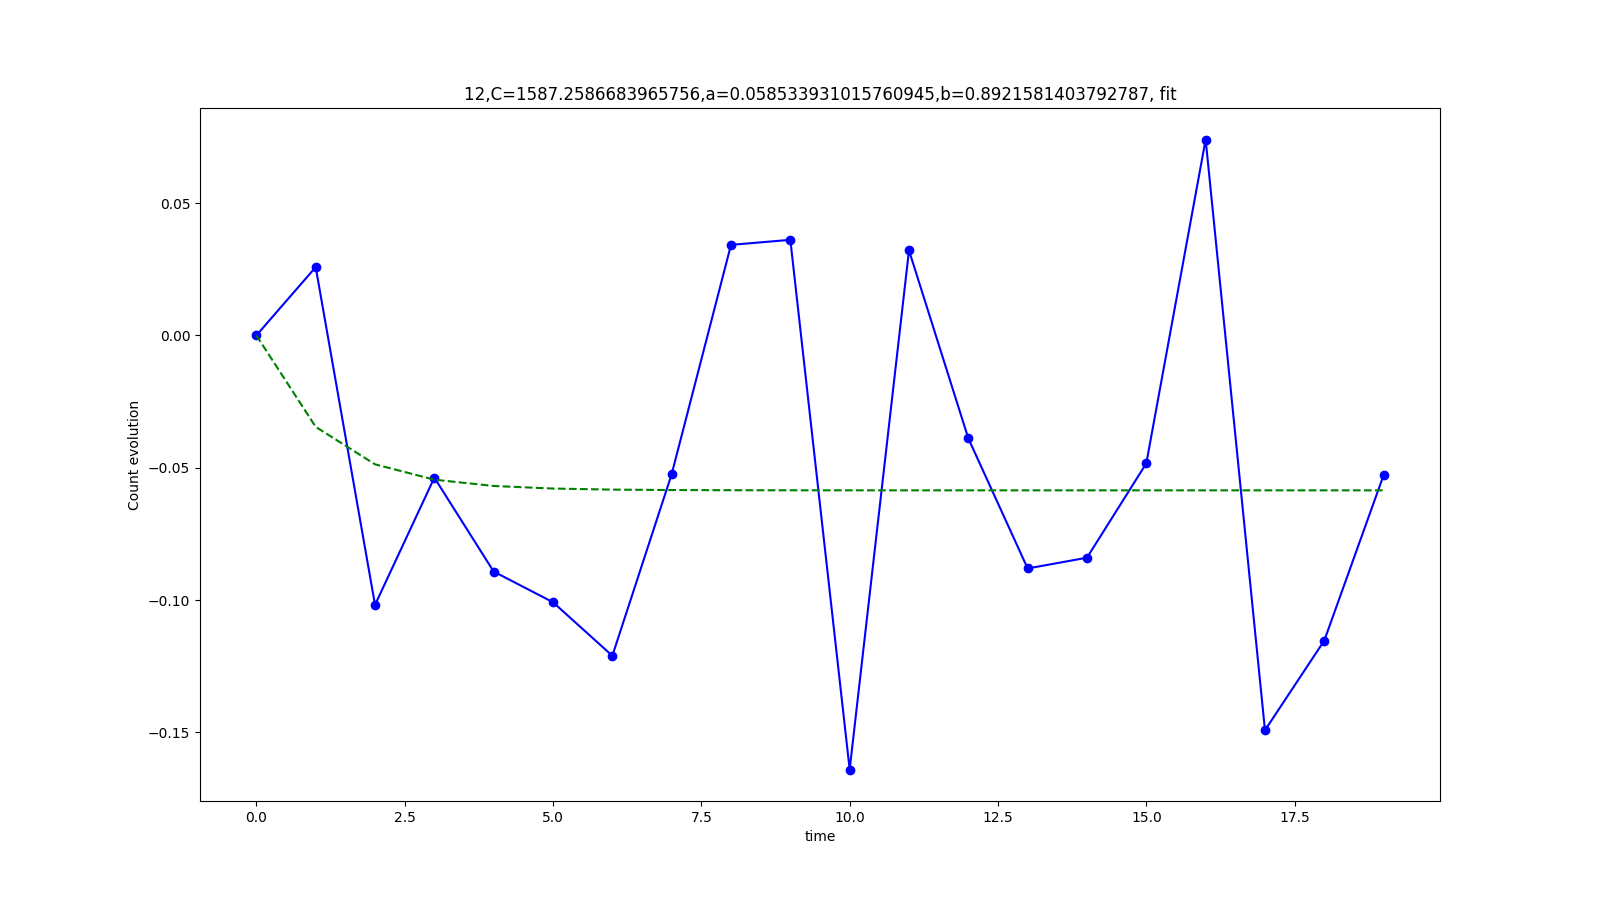 12,C=1587.2586683965756,a=0.058533931015760945,b=0.8921581403792787, fit
0.05
0.00
−0.05
−0.10
−0.15
Count evolution
0.0 2.5 5.0 7.5 10.0 12.5 15.0 17.5
time